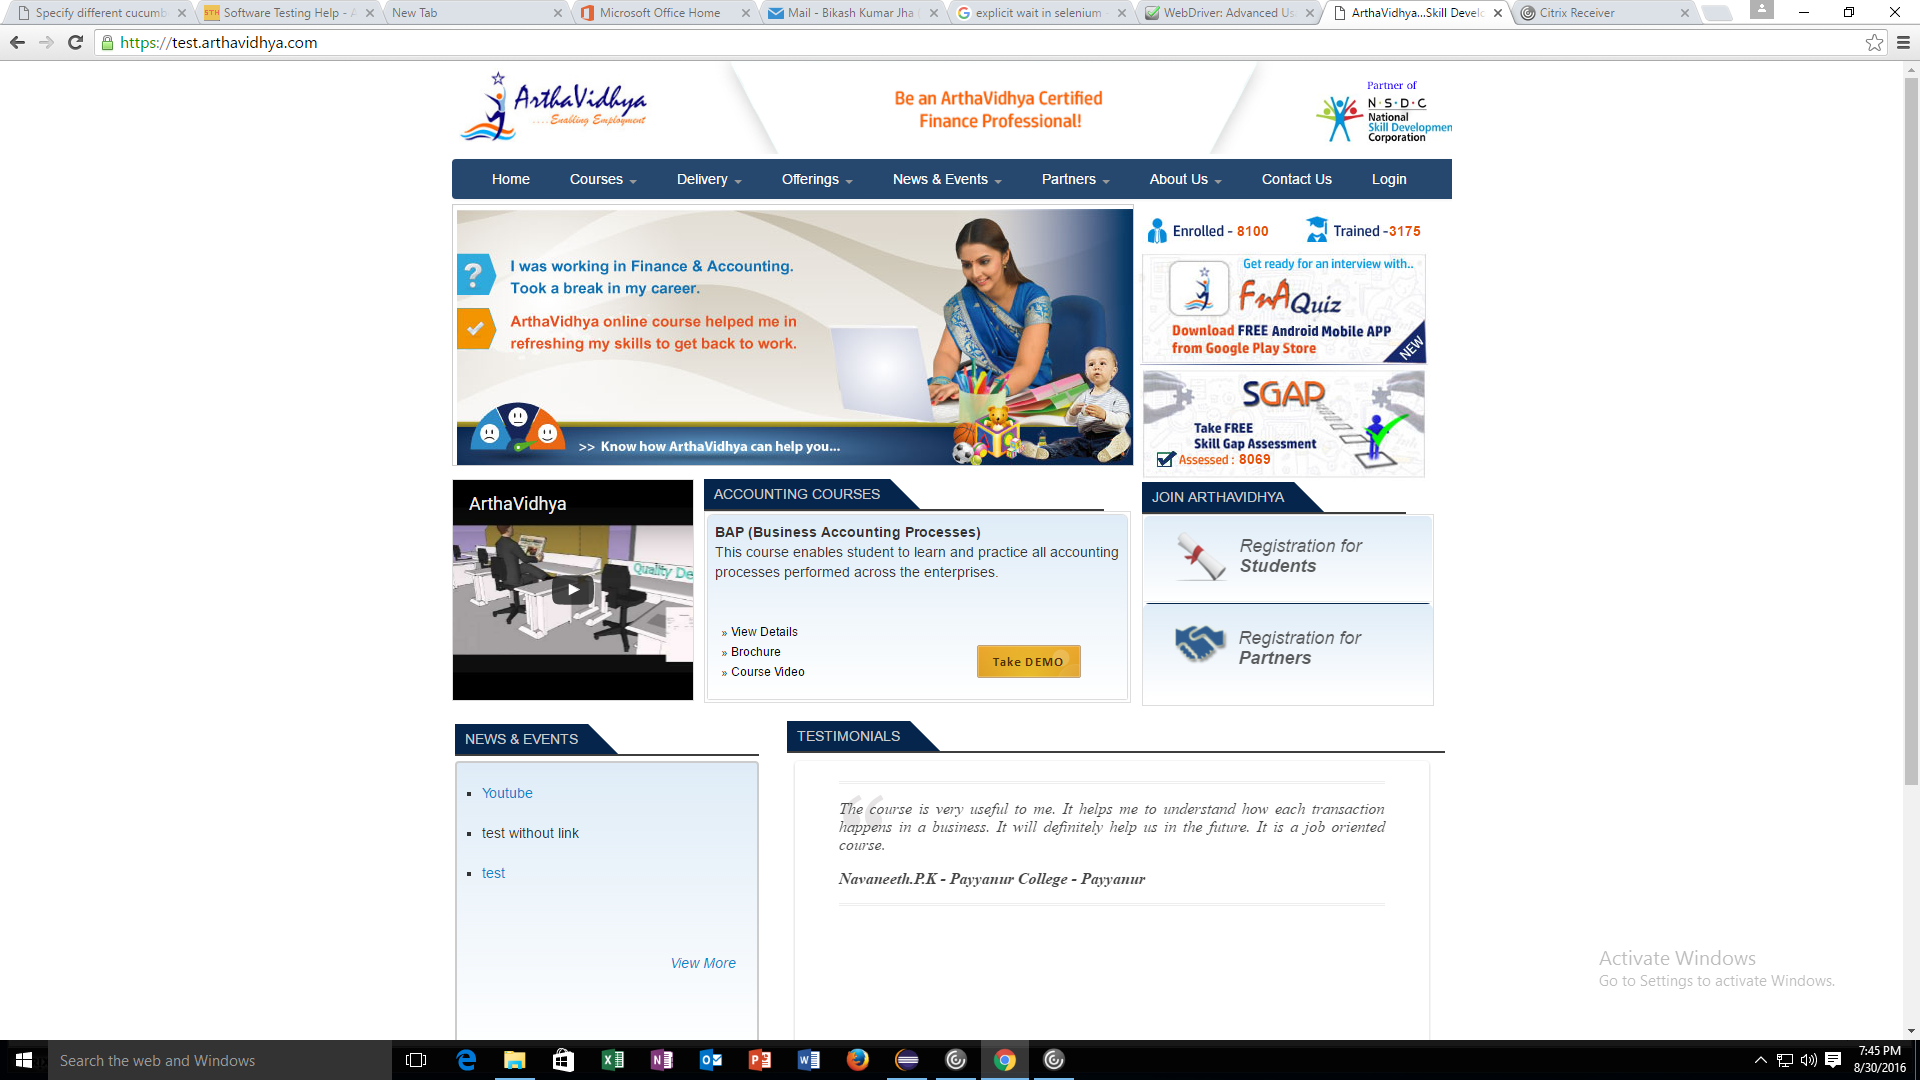 Specify different cucumb
STH Software Testing Help - A
New Tab
Microsoft Office Home
Mail - Bikash Kumar Jha
explicit wait in selenium
WebDriver: Advanced Us
ArthaVidhya...Skill Devel
Citrix Receiver
https://test.arthavidhya.com
ArthaVidhya
....Enabling Employment
Be an ArthaVidhya Certified
Finance Professional!
Partner of
N·S·D·C
National
Skill Developmen
Corporation
Home
Courses
Delivery
Offerings
News & Events
Partners
About Us
Contact Us
Login
?
I was working in Finance & Accounting.
Took a break in my career.
ArthaVidhya online course helped me in
refreshing my skills to get back to work.
>> Know how ArthaVidhya can help you...
Enrolled - 8100
Trained -3175
Get ready for an interview with..
FnA Quiz
Download FREE Android Mobile APP
from Google Play Store
NEW
SGAP
Take FREE
Skill Gap Assessment
Assessed : 8069
ArthaVidhya
Quality De
ACCOUNTING COURSES
BAP (Business Accounting Processes)
This course enables student to learn and practice all accounting
processes performed across the enterprises.
» View Details
» Brochure
» Course Video
Take DEMO
JOIN ARTHAVIDHYA
Registration for
Students
Registration for
Partners
NEWS & EVENTS
Youtube
test without link
test
View More
TESTIMONIALS
The course is very useful to me. It helps me to understand how each transaction
happens in a business. It will definitely help us in the future. It is a job oriented
course.
Navaneeth.P.K - Payyanur College - Payyanur
Activate Windows
Go to Settings to activate Windows.
Search the web and Windows
7:45 PM
8/30/2016